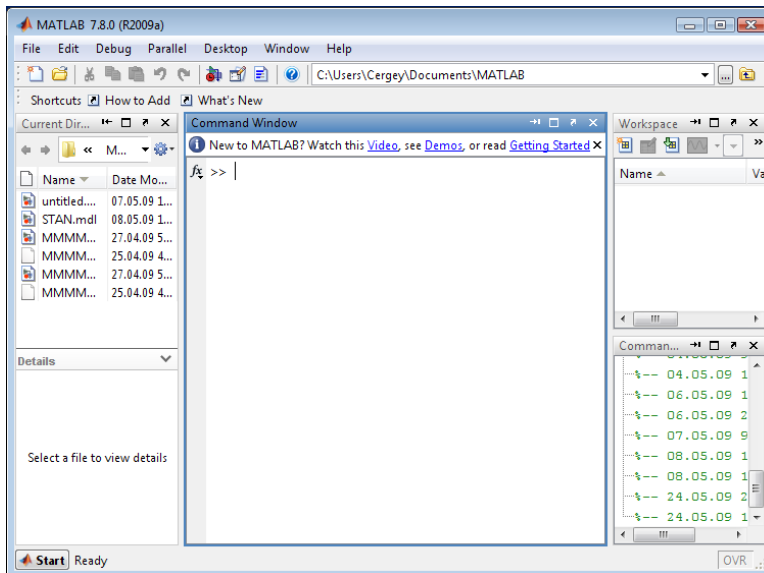 MATLAB 7.8.0 (R2009a)
File Edit Debug Parallel Desktop Window Help
C:\Users\Cergey\Documents\MATLAB
Shortcuts How to Add What's New
Current Dir...
« M...
Name Date Mo...
untitled.... 07.05.09 1...
STAN.mdl 08.05.09 1...
MMMM... 27.04.09 5...
MMMM... 25.04.09 4...
MMMM... 27.04.09 5...
MMMM... 25.04.09 4...
Details
Select a file to view details
Command Window
New to MATLAB? Watch this Video, see Demos, or read Getting Started
fx >>
Workspace
Name Va
Comman...
%-- 04.05.09 1
%-- 06.05.09 1
%-- 06.05.09 2
%-- 07.05.09 9
%-- 08.05.09 1
%-- 08.05.09 1
%-- 24.05.09 2
%-- 24.05.09 1
Start Ready
OVR